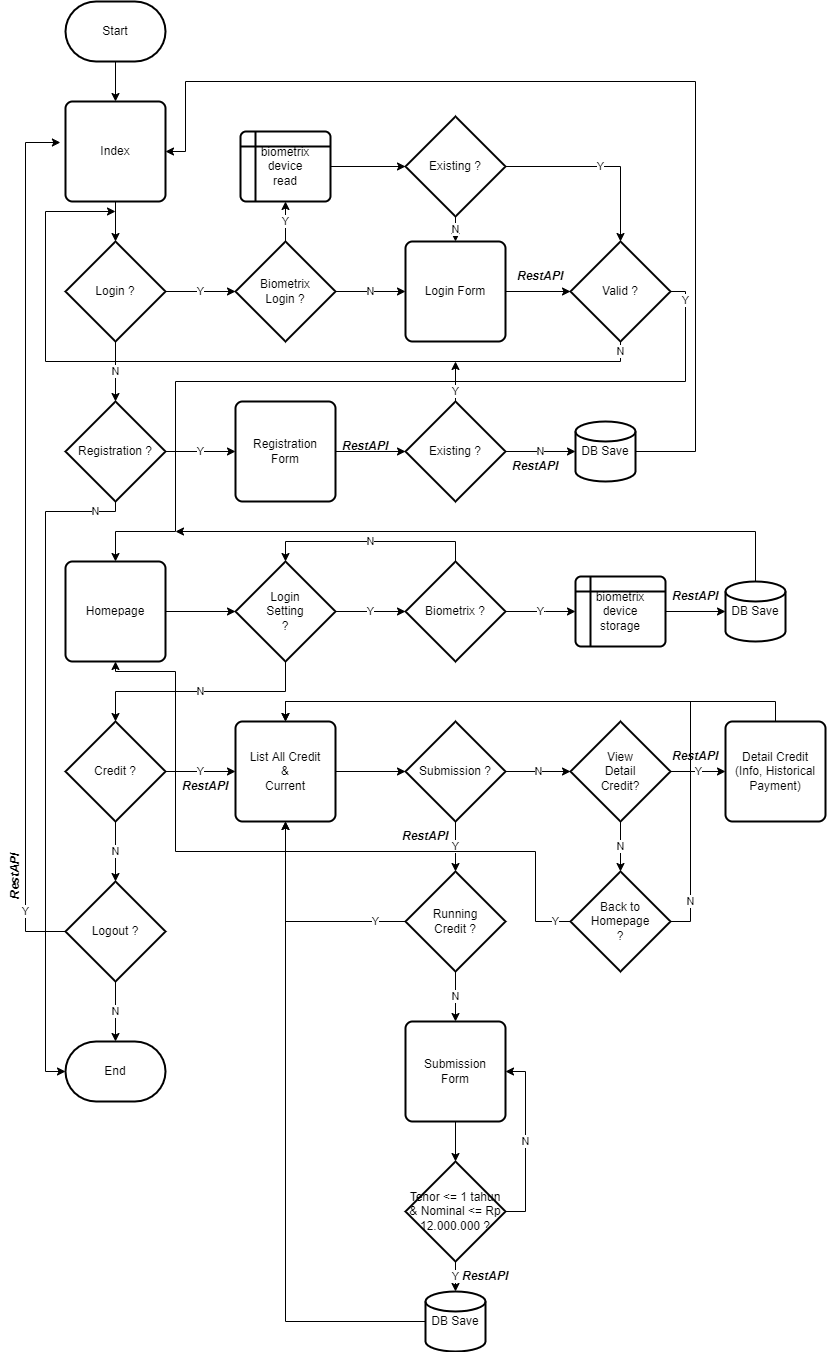 Start
Index
biometrix
device
read
Existing ?
Y
Y
N
Login ?
Y
Biometrix
Login ?
N
Login Form
RestAPI
Valid ?
Y
N
N
Y
Registration ?
Y
Registration
Form
RestAPI
Existing ?
N
RestAPI
DB Save
N
N
Homepage
Login
Setting
?
Y
Biometrix ?
Y
biometrix
device
storage
RestAPI
DB Save
N
Credit ?
Y
RestAPI
List All Credit
&
Current
Submission ?
N
View
Detail
Credit?
RestAPI
Y
Detail Credit
(Info, Historical
Payment)
RestAPI
Y
N
N
RestAPI
Y
Logout ?
Y
Running
Credit ?
Y
Back to
Homepage
?
N
N
N
End
Submission
Form
N
Tenor <= 1 tahun
& Nominal <= Rp
12.000.000 ?
Y
RestAPI
DB Save